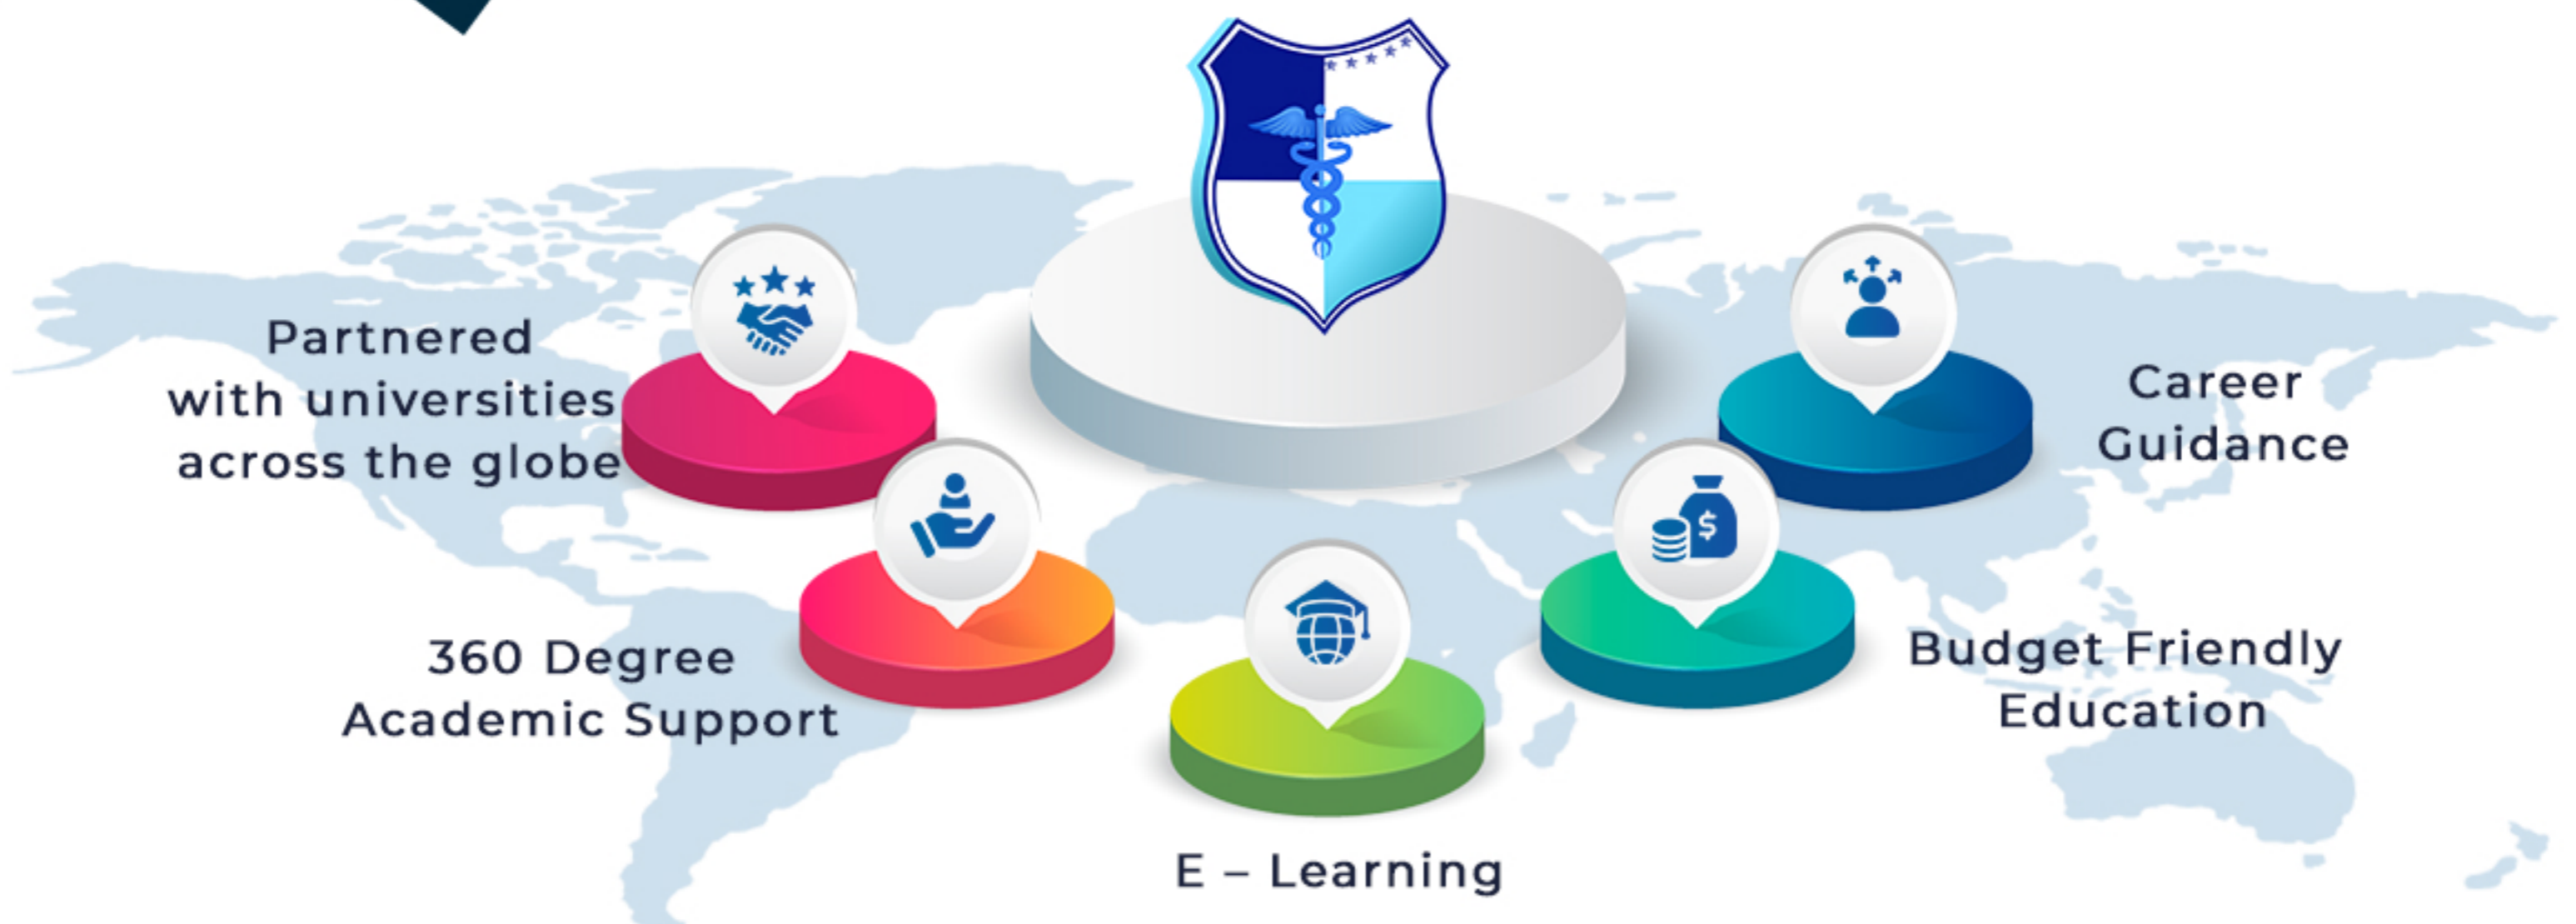 Partnered
with universities
across the globe
360 Degree
Academic Support
E – Learning
Budget Friendly
Education
Career
Guidance